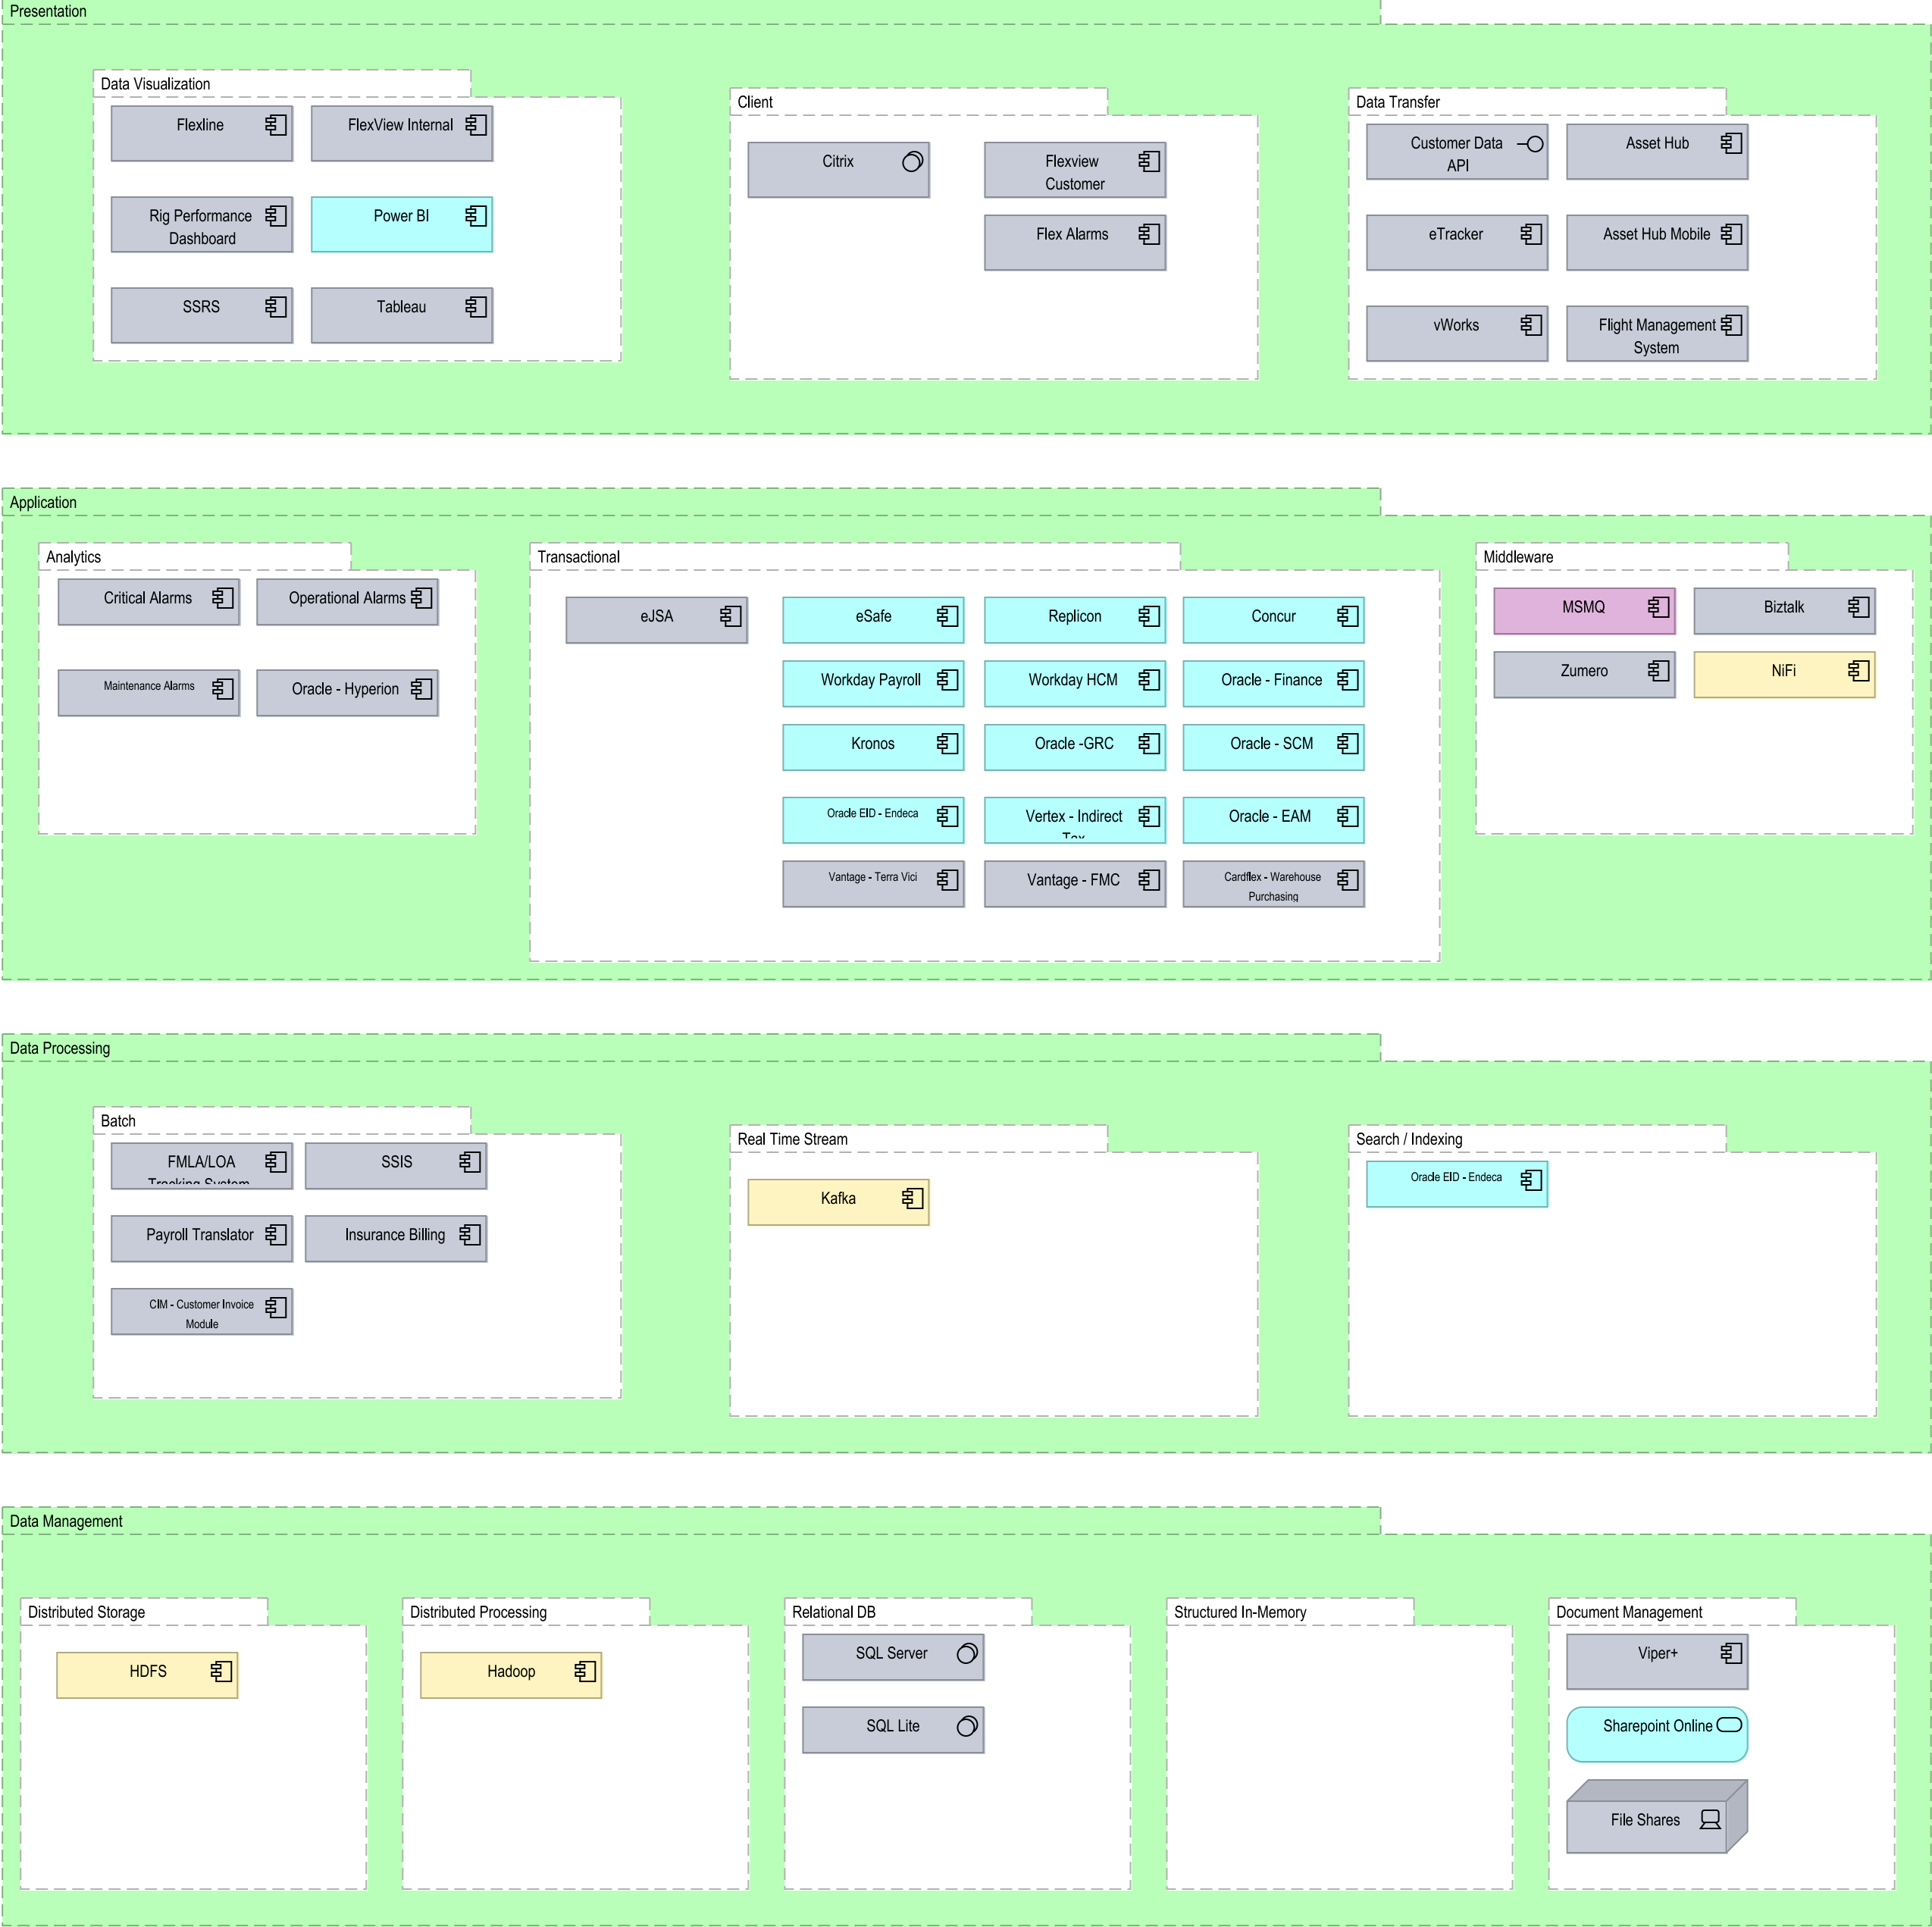 Presentation
Data Visualization
Flexline
FlexView Internal
Rig Performance
Dashboard
Power BI
SSRS
Tableau
Client
Citrix
Flexview
Customer
Flex Alarms
Data Transfer
Customer Data
API
Asset Hub
eTracker
Asset Hub Mobile
vWorks
Flight Management
System
Application
Analytics
Critical Alarms
Operational Alarms
Maintenance Alarms
Oracle - Hyperion
Transactional
eJSA
eSafe
Replicon
Concur
Workday Payroll
Workday HCM
Oracle - Finance
Kronos
Oracle -GRC
Oracle - SCM
Oracle EID - Endeca
Vertex - Indirect
Tax
Oracle - EAM
Vantage - Terra Vici
Vantage - FMC
Cardflex - Warehouse
Purchasing
Middleware
MSMQ
Biztalk
Zumero
NiFi
Data Processing
Batch
FMLA/LOA
Tracking System
SSIS
Payroll Translator
Insurance Billing
CIM - Customer Invoice
Module
Real Time Stream
Kafka
Search / Indexing
Oracle EID - Endeca
Data Management
Distributed Storage
HDFS
Distributed Processing
Hadoop
Relational DB
SQL Server
SQL Lite
Structured In-Memory
Document Management
Viper+
Sharepoint Online
File Shares